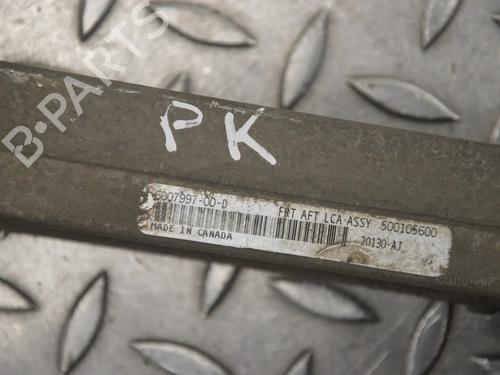 B-PARTS
PK
6007997-00-D
FRT AFT LCA-ASSY 500105600
MADE IN CANADA
20130-AJ